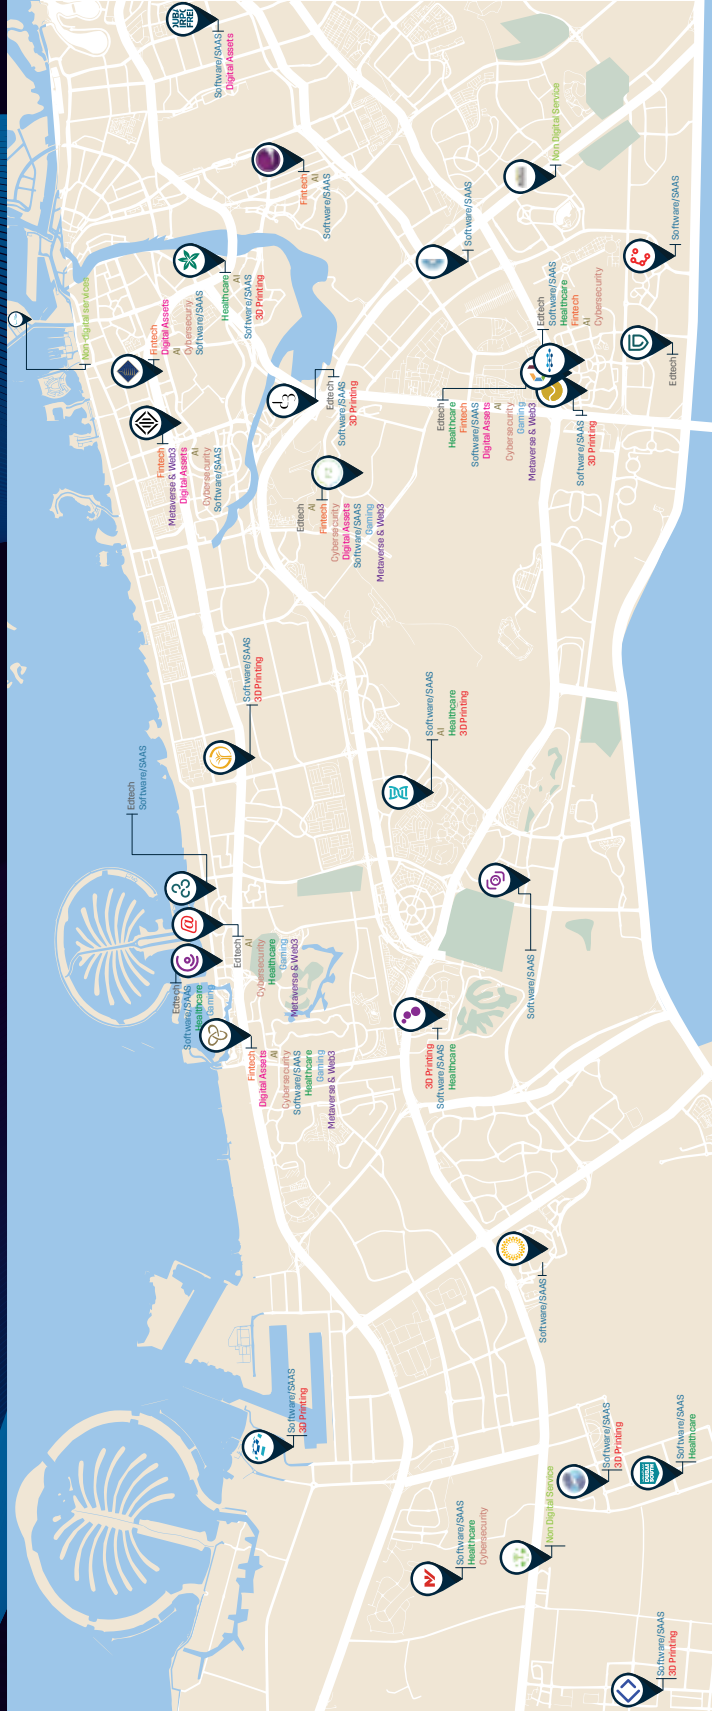 DUBAI
Software/SAAS
Digital Assets
Fintech
AI
Software/SAAS
Non Digital Service
Software/SAAS
Software/SAAS
Non-digital services
Healthcare
AI
Software/SAAS
3D Printing
Fintech
Digital Assets
AI
Cybersecurity
Software/SAAS
Edtech
Software/SAAS
Healthcare
Fintech
AI
Cybersecurity
Edtech
Fintech
Metaverse & Web3
Digital Assets
AI
Cybersecurity
Software/SAAS
Edtech
Software/SAAS
3D Printing
Edtech
Healthcare
Fintech
Software/SAAS
Digital Assets
AI
Cybersecurity
Gaming
Metaverse & Web3
Software/SAAS
3D Printing
Edtech
AI
Fintech
Cybersecurity
Digital Assets
Software/SAAS
Gaming
Metaverse & Web3
Software/SAAS
3D Printing
Software/SAAS
AI
Healthcare
3D Printing
Edtech
Software/SAAS
@
Edtech
AI
Cybersecurity
Healthcare
Gaming
Metaverse & Web3
Software/SAAS
Edtech
Software/SAAS
Healthcare
Gaming
Fintech
Digital Assets
AI
Cybersecurity
Software/SAAS
Healthcare
Gaming
Metaverse & Web3
3D Printing
Software/SAAS
Healthcare
Software/SAAS
Software/SAAS
3D Printing
Software/SAAS
3D Printing
DUBAI
SOUTH
Software/SAAS
Healthcare
Non Digital Service
Software/SAAS
Healthcare
Cybersecurity
Software/SAAS
3D Printing